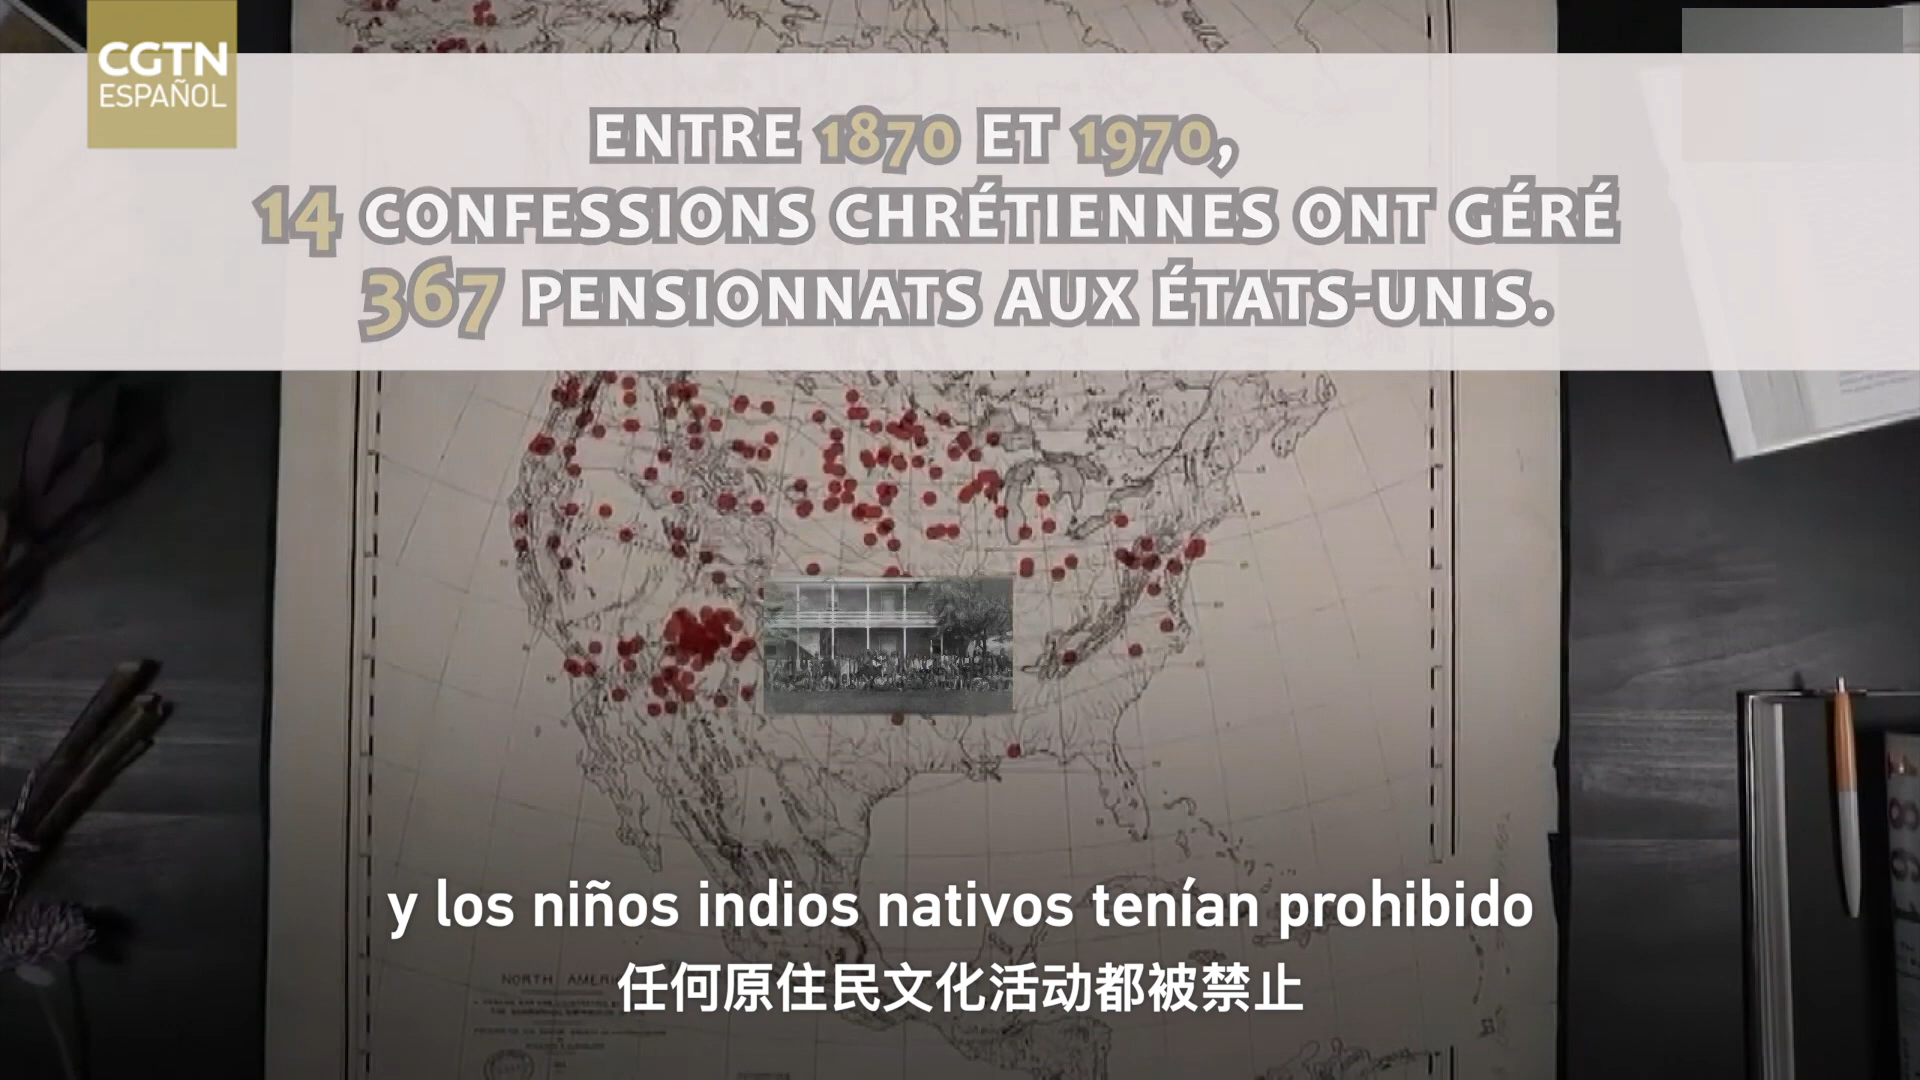 CGTN
ESPAÑOL
ENTRE 1870 ET 1970,
14 CONFESSIONS CHRÉTIENNES ONT GÉRÉ
367 PENSIONNATS AUX ÉTATS-UNIS.
y los niños indios nativos tenían prohibido
任何原住民文化活动都被禁止
NORTH AMERI